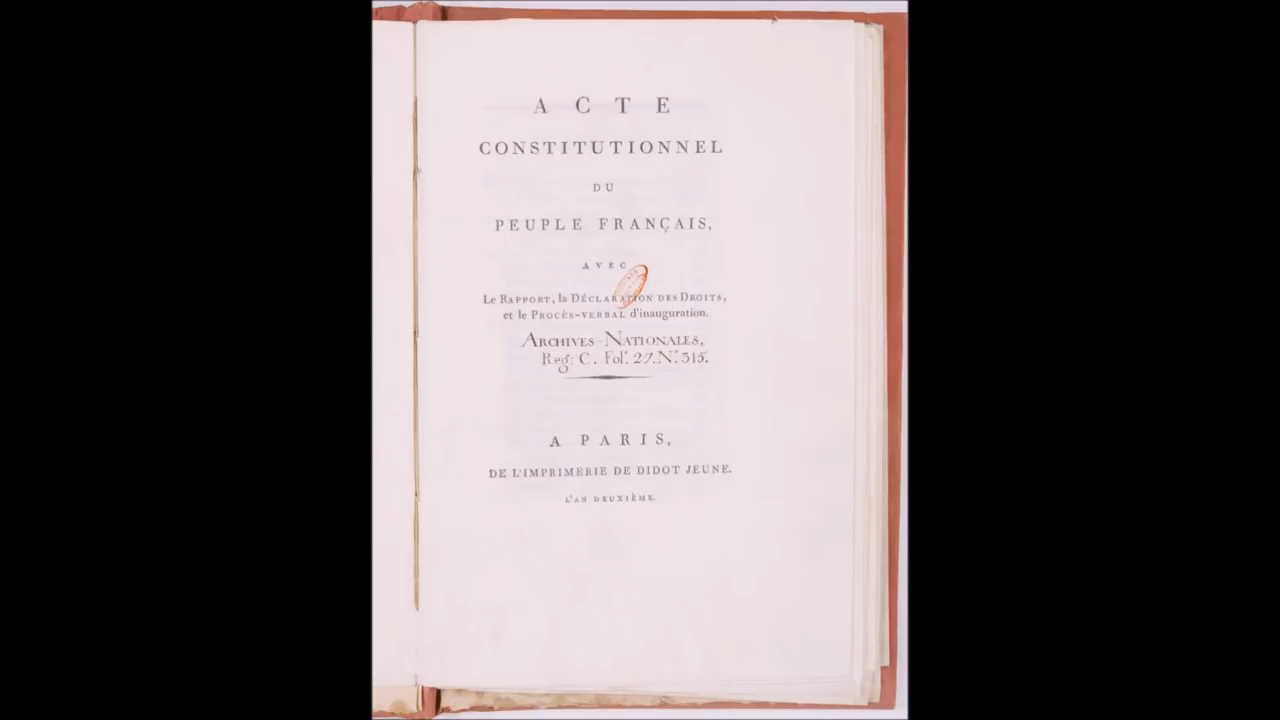 ACTE
CONSTITUTIONNEL
DU
PEUPLE FRANÇAIS,
AVEC
Le Rapport, la Déclaration des Droits,
et le Procès-verbal d'inauguration.
Archives-Nationales,
Reg: C. Fol°. 27. N°. 315.
A PARIS,
DE L'IMPRIMERIE DE DIDOT JEUNE.
L'AN DEUXIÈME.